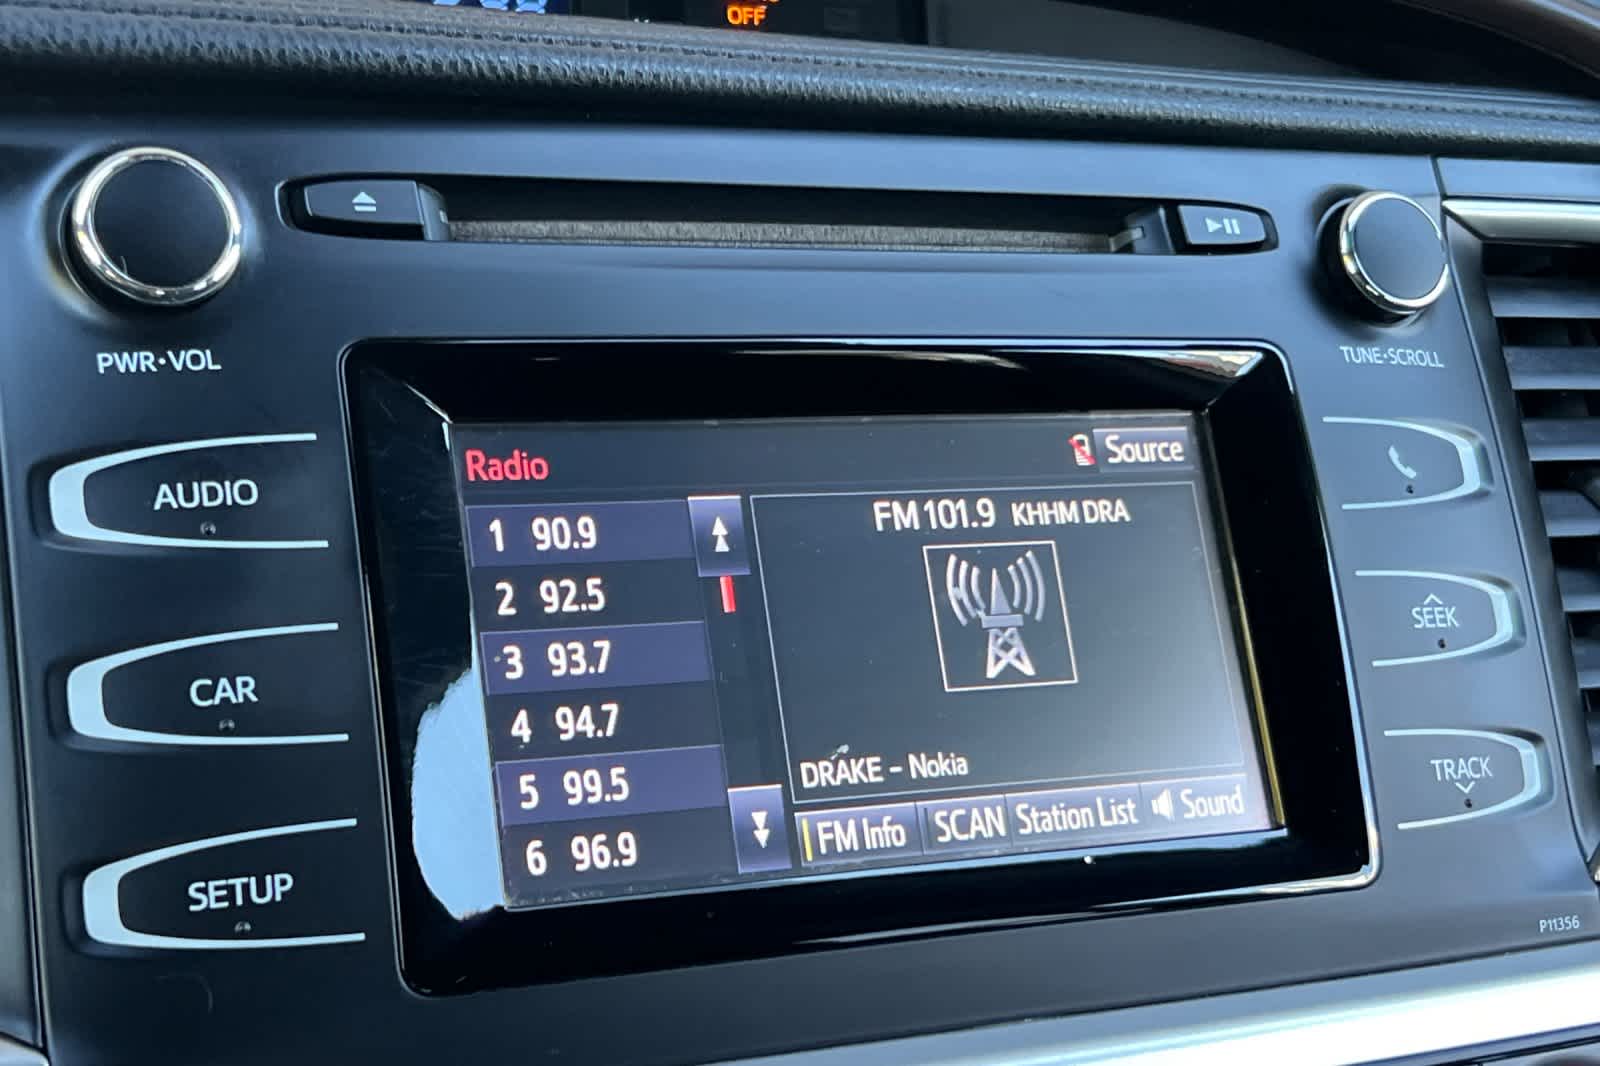 OFF
PWR•VOL
TUNE•SCROLL
AUDIO
CAR
SETUP
Radio
Source
1 90.9
2 92.5
3 93.7
4 94.7
5 99.5
6 96.9
FM 101.9 KHHM DRA
DRAKE - Nokia
FM Info
SCAN
Station List
Sound
SEEK
TRACK
P11356